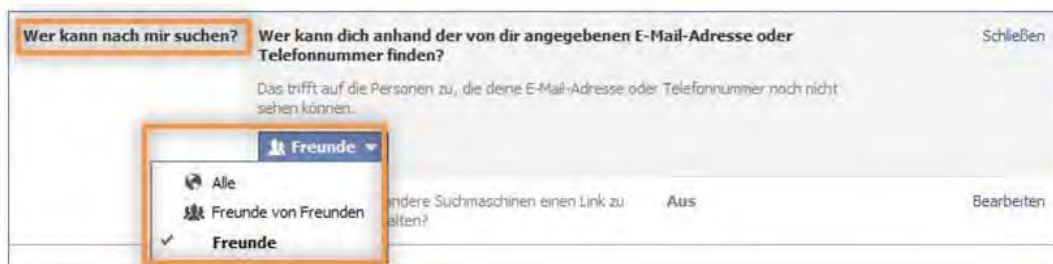 Wer kann nach mir suchen?
Wer kann dich anhand der von dir angegebenen E-Mail-Adresse oder
Telefonnummer finden?
Schließen
Das trifft auf die Personen zu, die deine E-Mail-Adresse oder Telefonnummer noch nicht
sehen können.
Freunde
Alle
Freunde von Freunden
Freunde
ndere Suchmaschinen einen Link zu
alten?
Aus
Bearbeiten